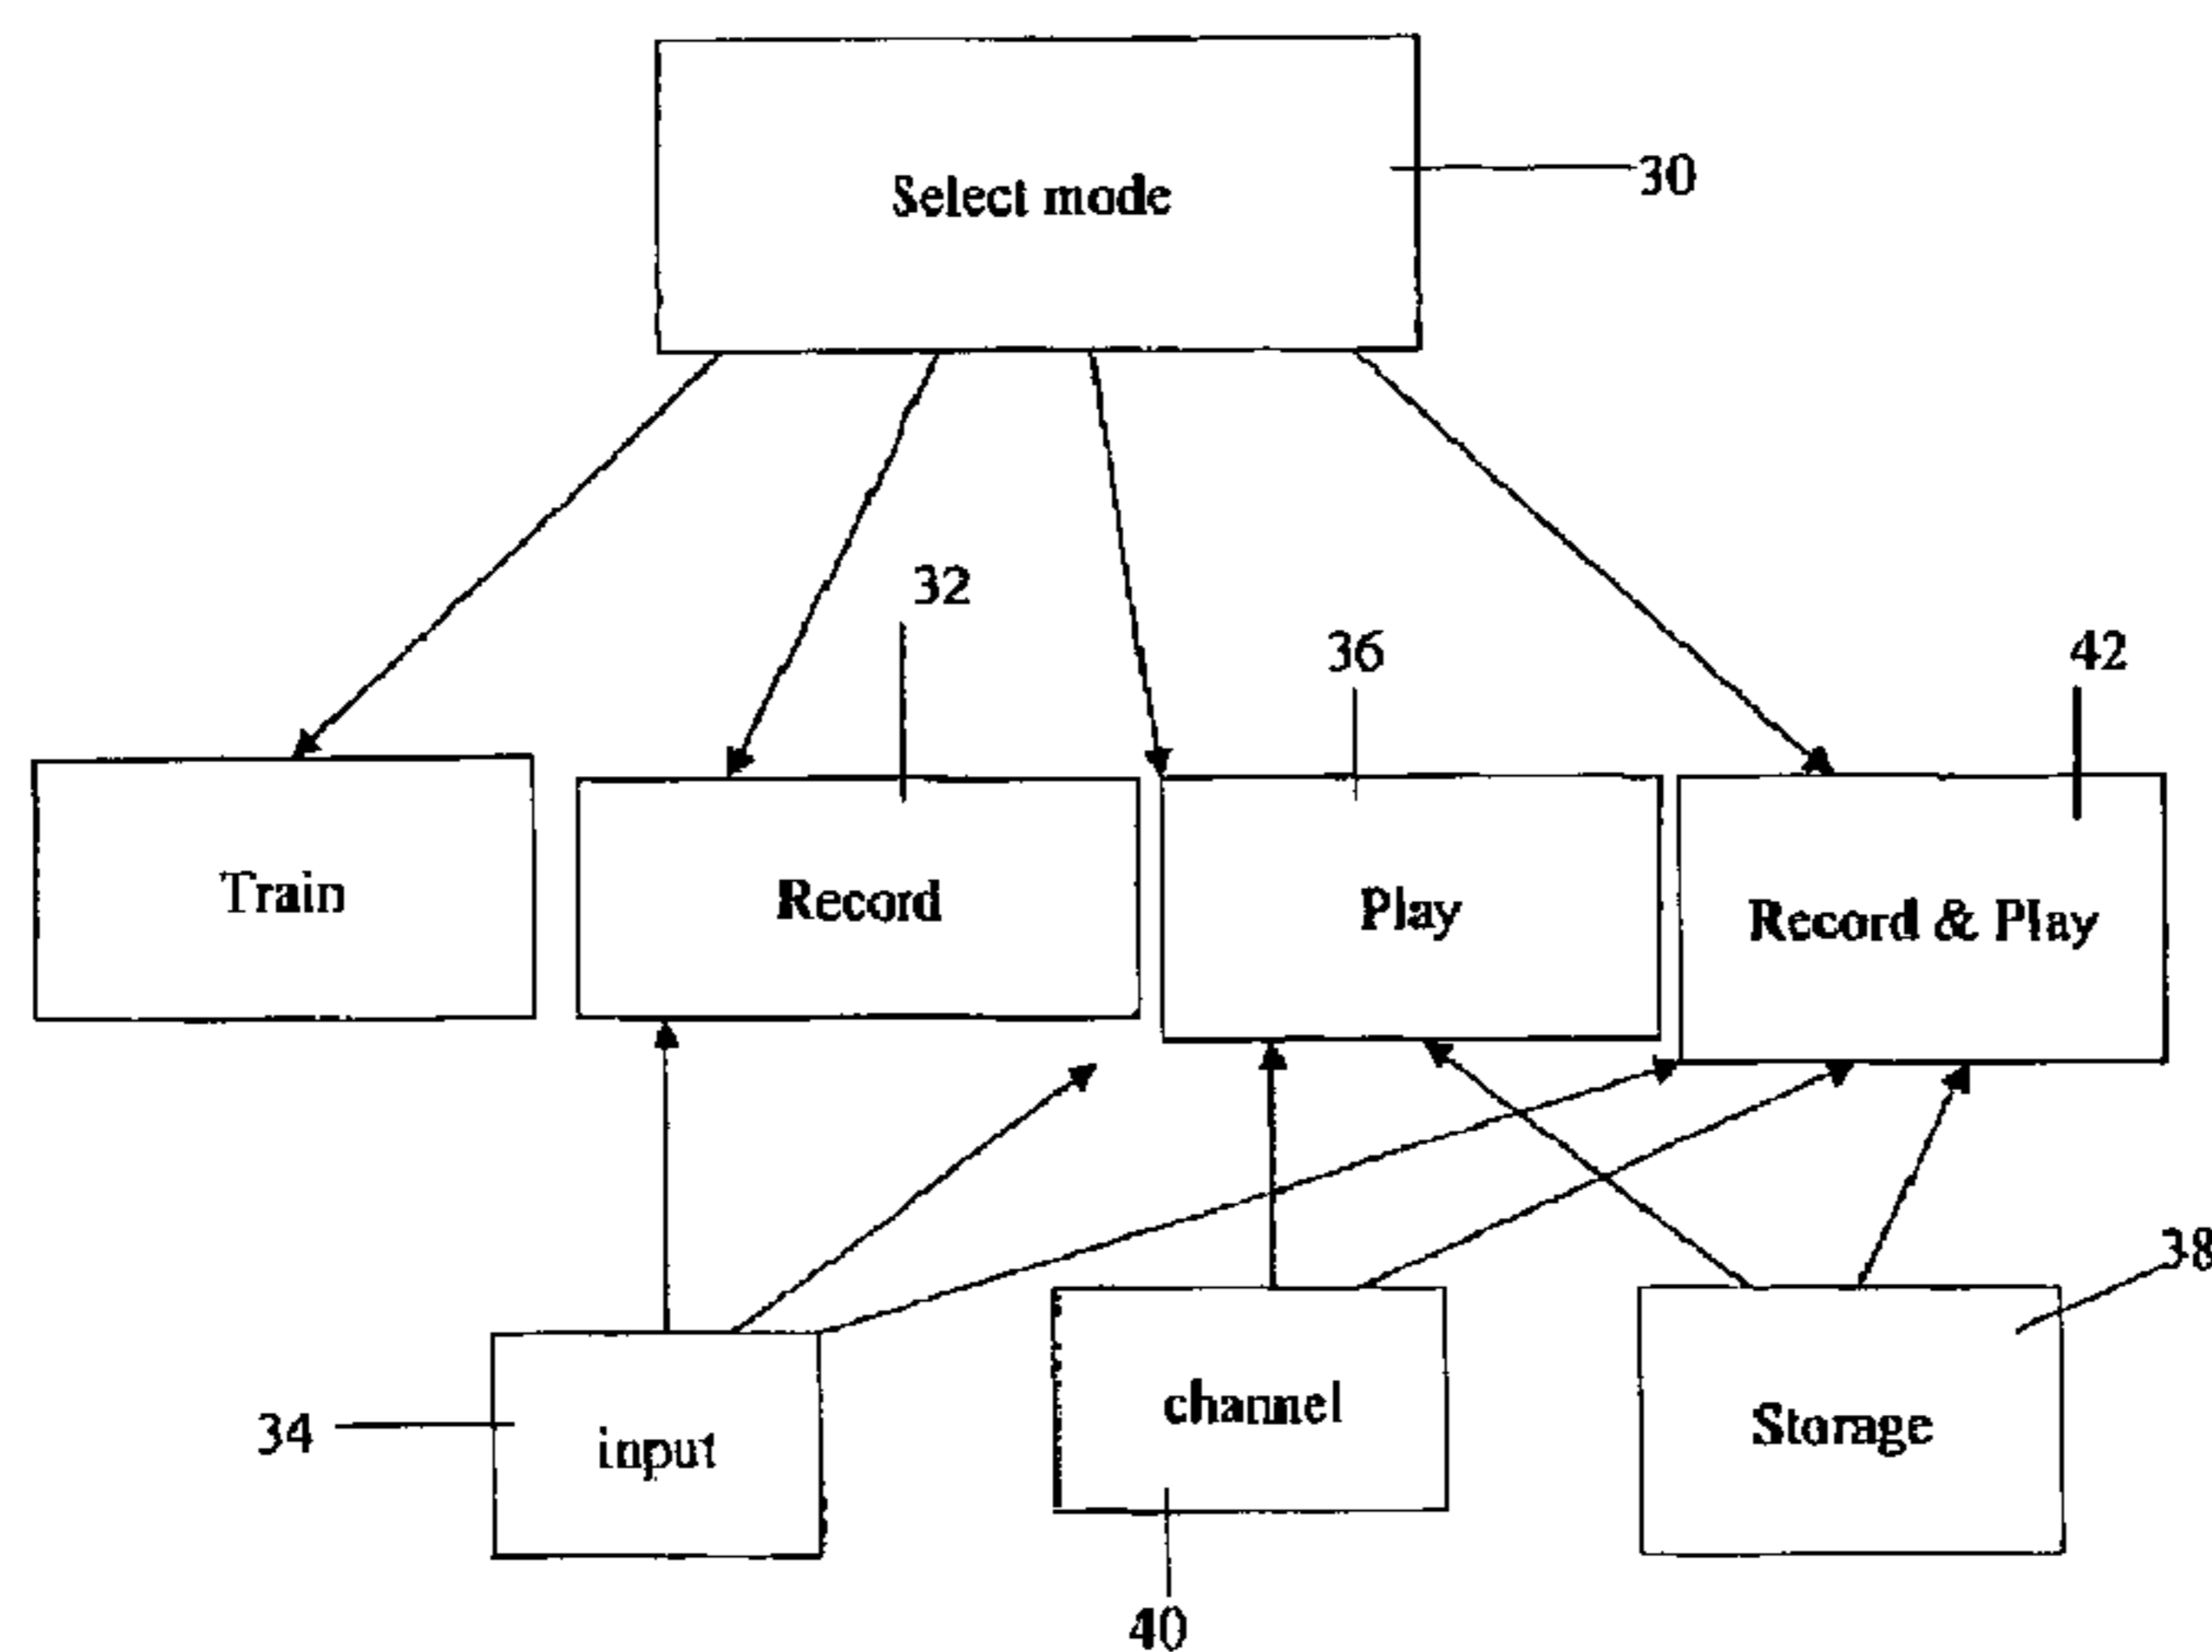 Select mode
30
32
36
42
Train
Record
Play
Record & Play
38
34
input
channel
Storage
40